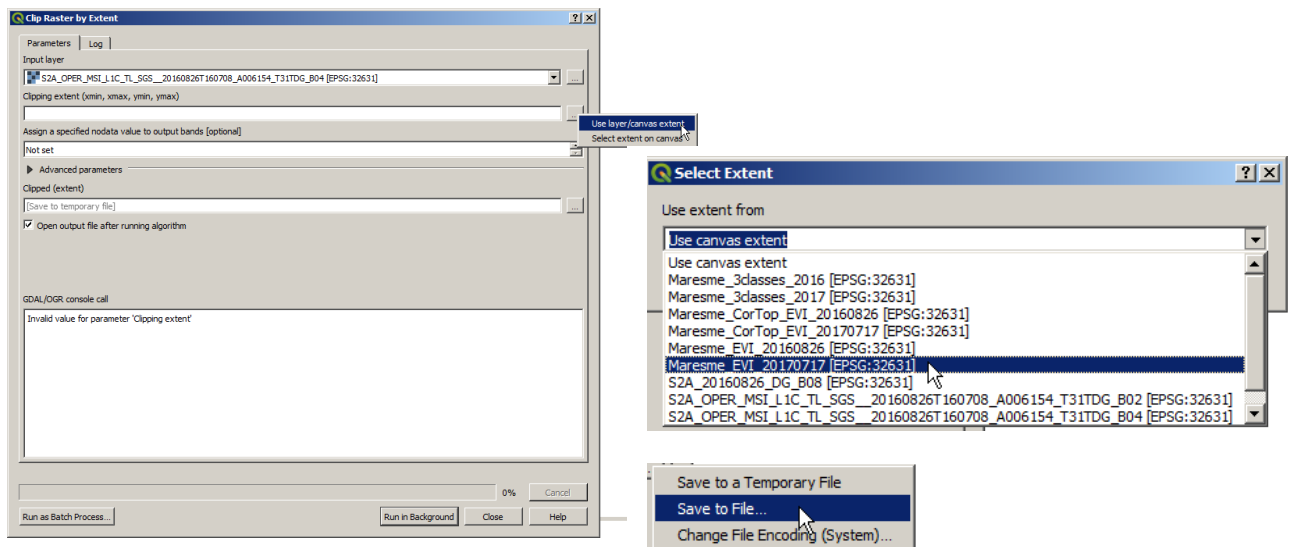 Clip Raster by Extent
Parameters Log
Input layer
S2A_OPER_MSI_L1C_TL_SGS__20160826T160708_A006154_T31TDG_B04 [EPSG:32631]
...
Clipping extent (xmin, xmax, ymin, ymax)
...
Use layer/canvas extent
Select extent on canvas
Assign a specified nodata value to output bands [optional]
Not set
Advanced parameters
Clipped (extent)
[Save to temporary file]
...
Open output file after running algorithm
GDAL/OGR console call
Invalid value for parameter 'Clipping extent'
0% Cancel
Run as Batch Process... Run in Background Close Help
Select Extent
Use extent from
Use canvas extent
Use canvas extent
Maresme_3classes_2016 [EPSG:32631]
Maresme_3classes_2017 [EPSG:32631]
Maresme_CorTop_EVI_20160826 [EPSG:32631]
Maresme_CorTop_EVI_20170717 [EPSG:32631]
Maresme_EVI_20160826 [EPSG:32631]
Maresme_EVI_20170717 [EPSG:32631]
S2A_20160826_DG_B08 [EPSG:32631]
S2A_OPER_MSI_L1C_TL_SGS__20160826T160708_A006154_T31TDG_B02 [EPSG:32631]
S2A_OPER_MSI_L1C_TL_SGS__20160826T160708_A006154_T31TDG_B04 [EPSG:32631]
Save to a Temporary File
Save to File...
Change File Encoding (System)...